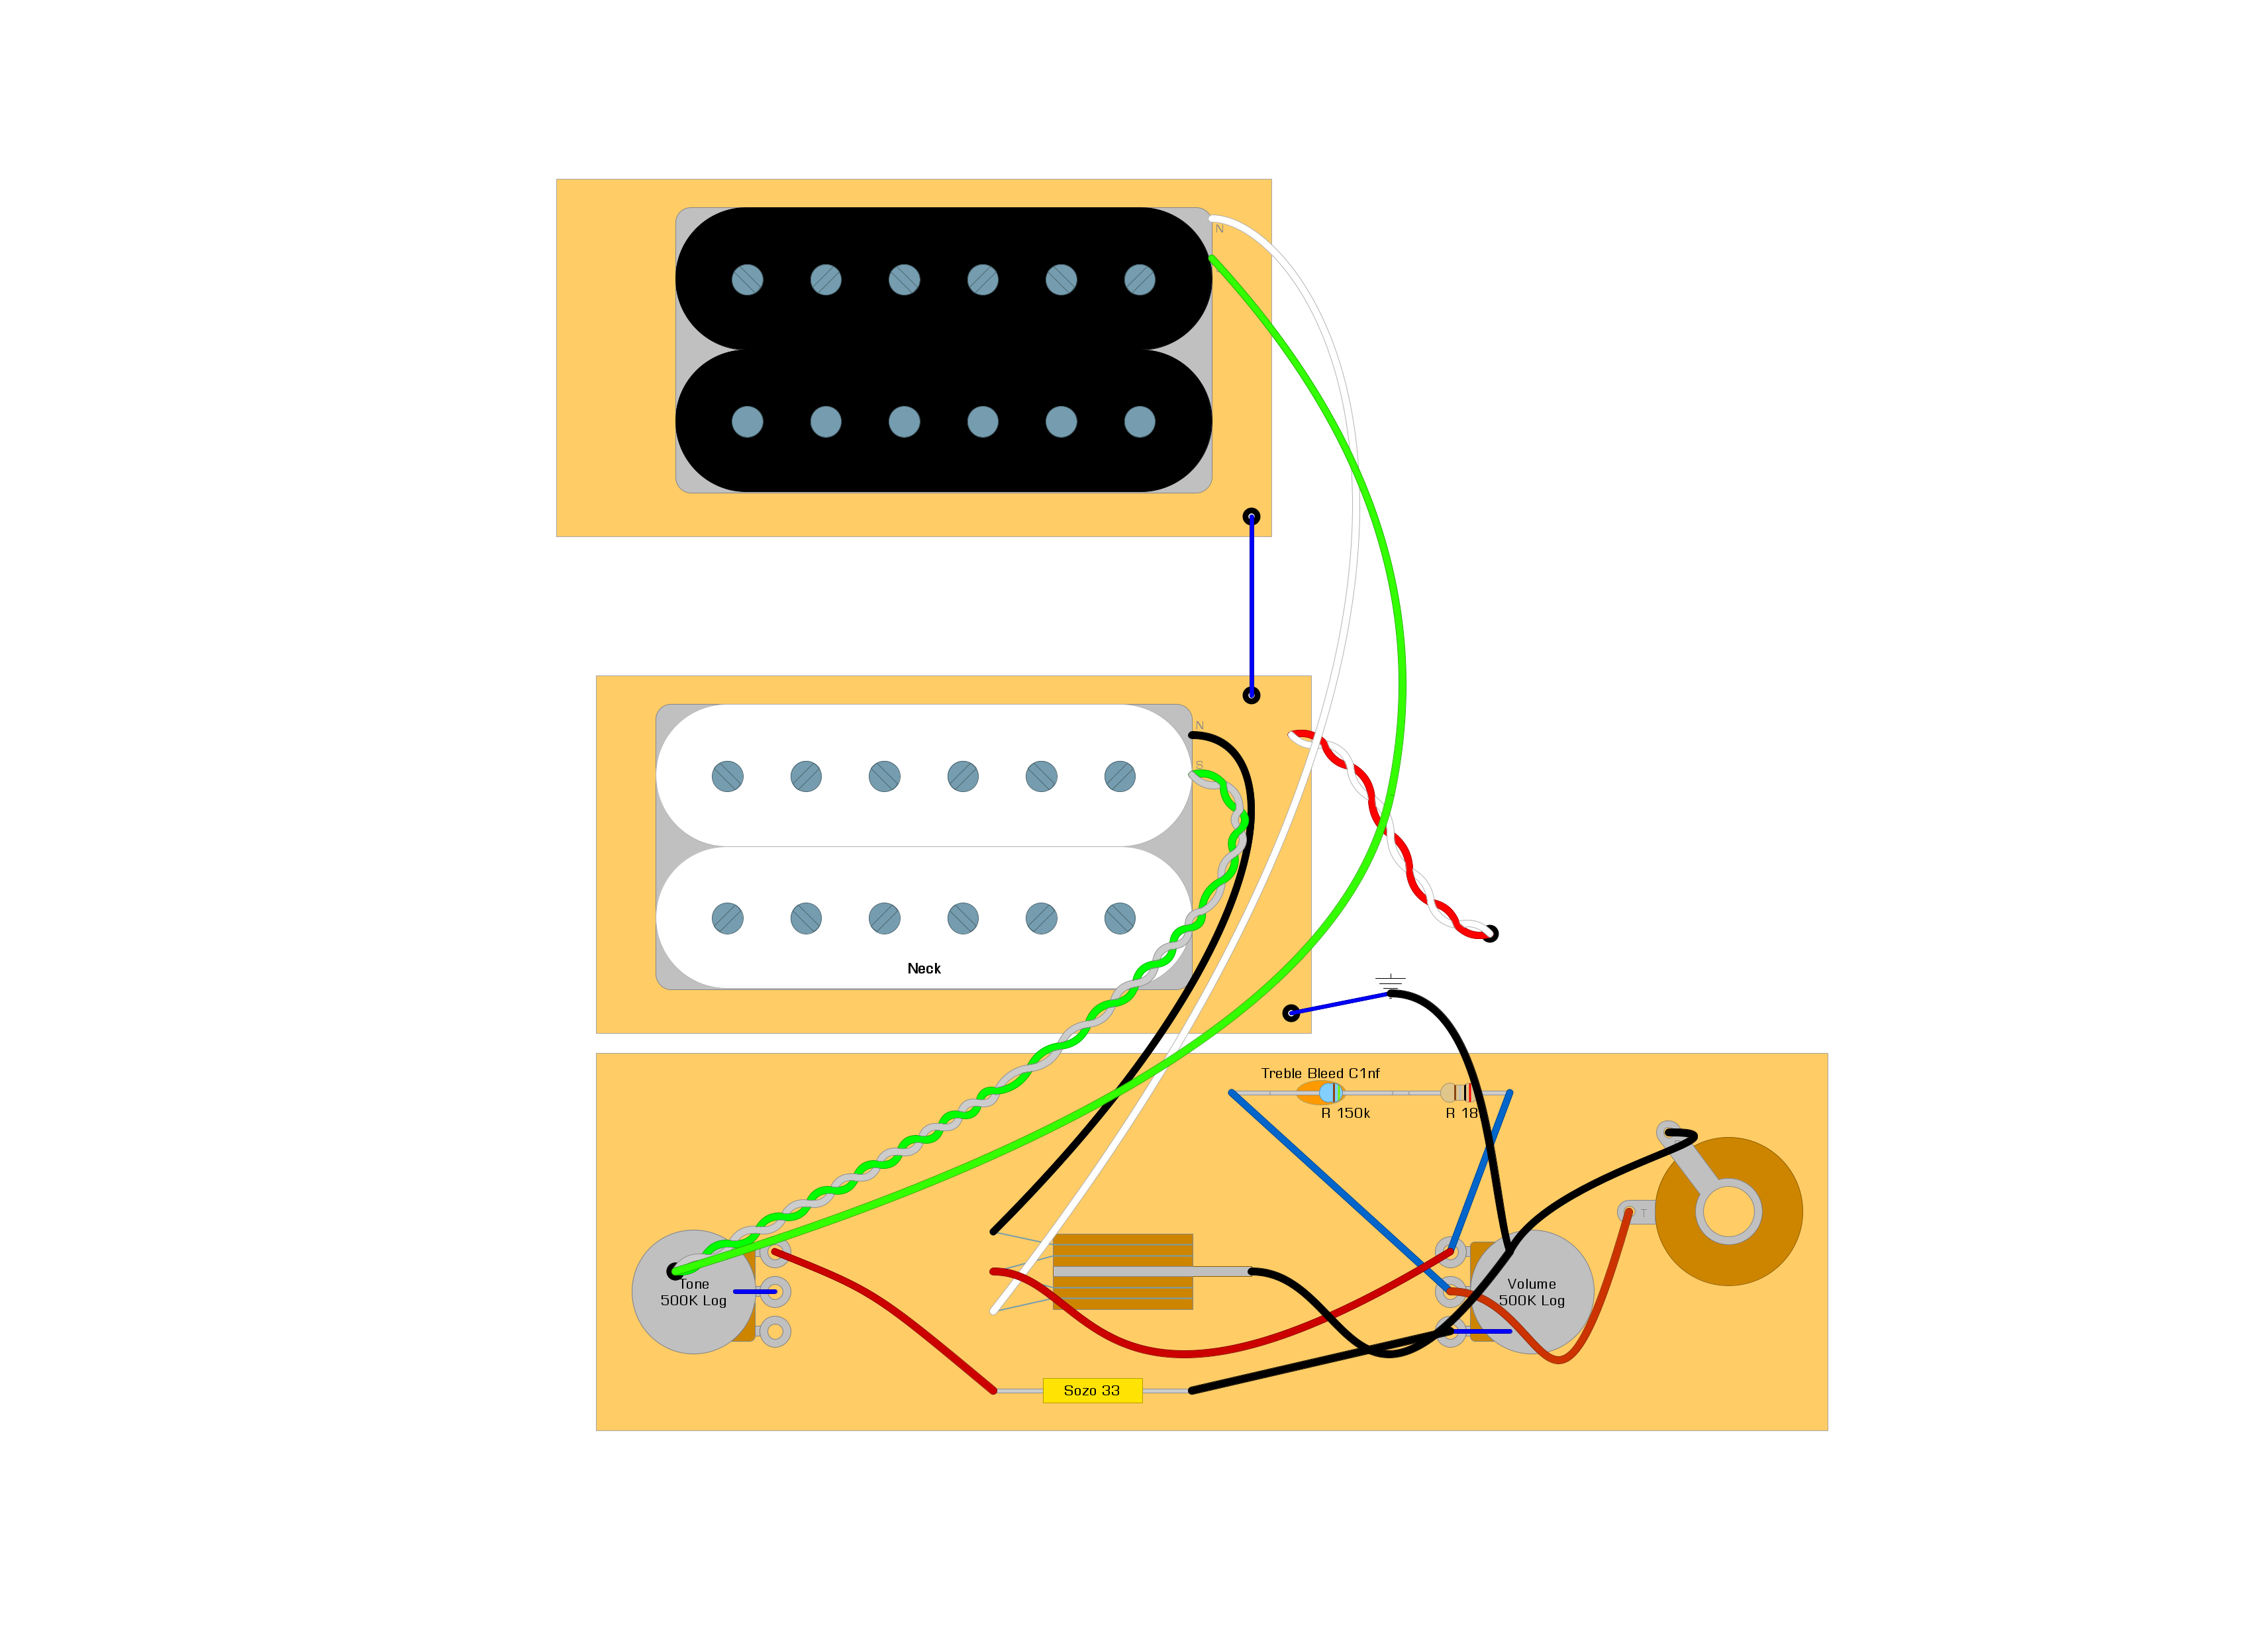 N
N
S
Neck
Treble Bleed C1nf
R 150k
R 18
T
Tone
500K Log
Volume
500K Log
Sozo 33